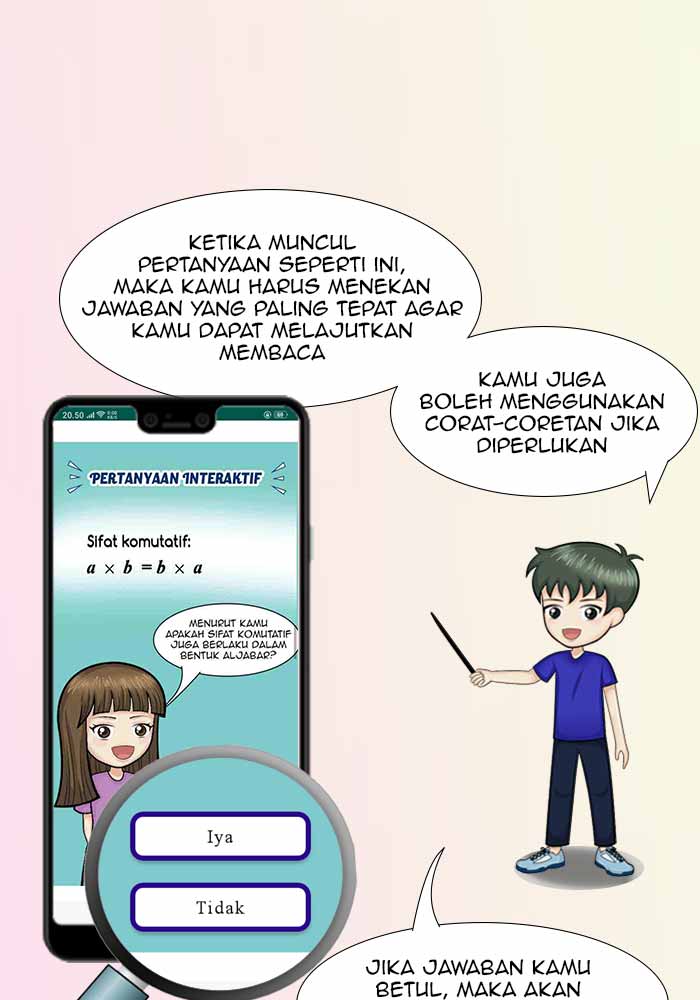 KETIKA MUNCUL
PERTANYAAN SEPERTI INI,
MAKA KAMU HARUS MENEKAN
JAWABAN YANG PALING TEPAT AGAR
KAMU DAPAT MELAJUTKAN
MEMBACA
KAMU JUGA
BOLEH MENGGUNAKAN
CORAT-CORETAN JIKA
DIPERLUKAN
20.50
PERTANYAAN INTERAKTIF
Sifat komutatif:
a × b = b × a
MENURUT KAMU
APAKAH SIFAT KOMUTATIF
JUGA BERLAKU DALAM
BENTUK ALJABAR?
Iya
Tidak
JIKA JAWABAN KAMU
BETUL, MAKA AKAN